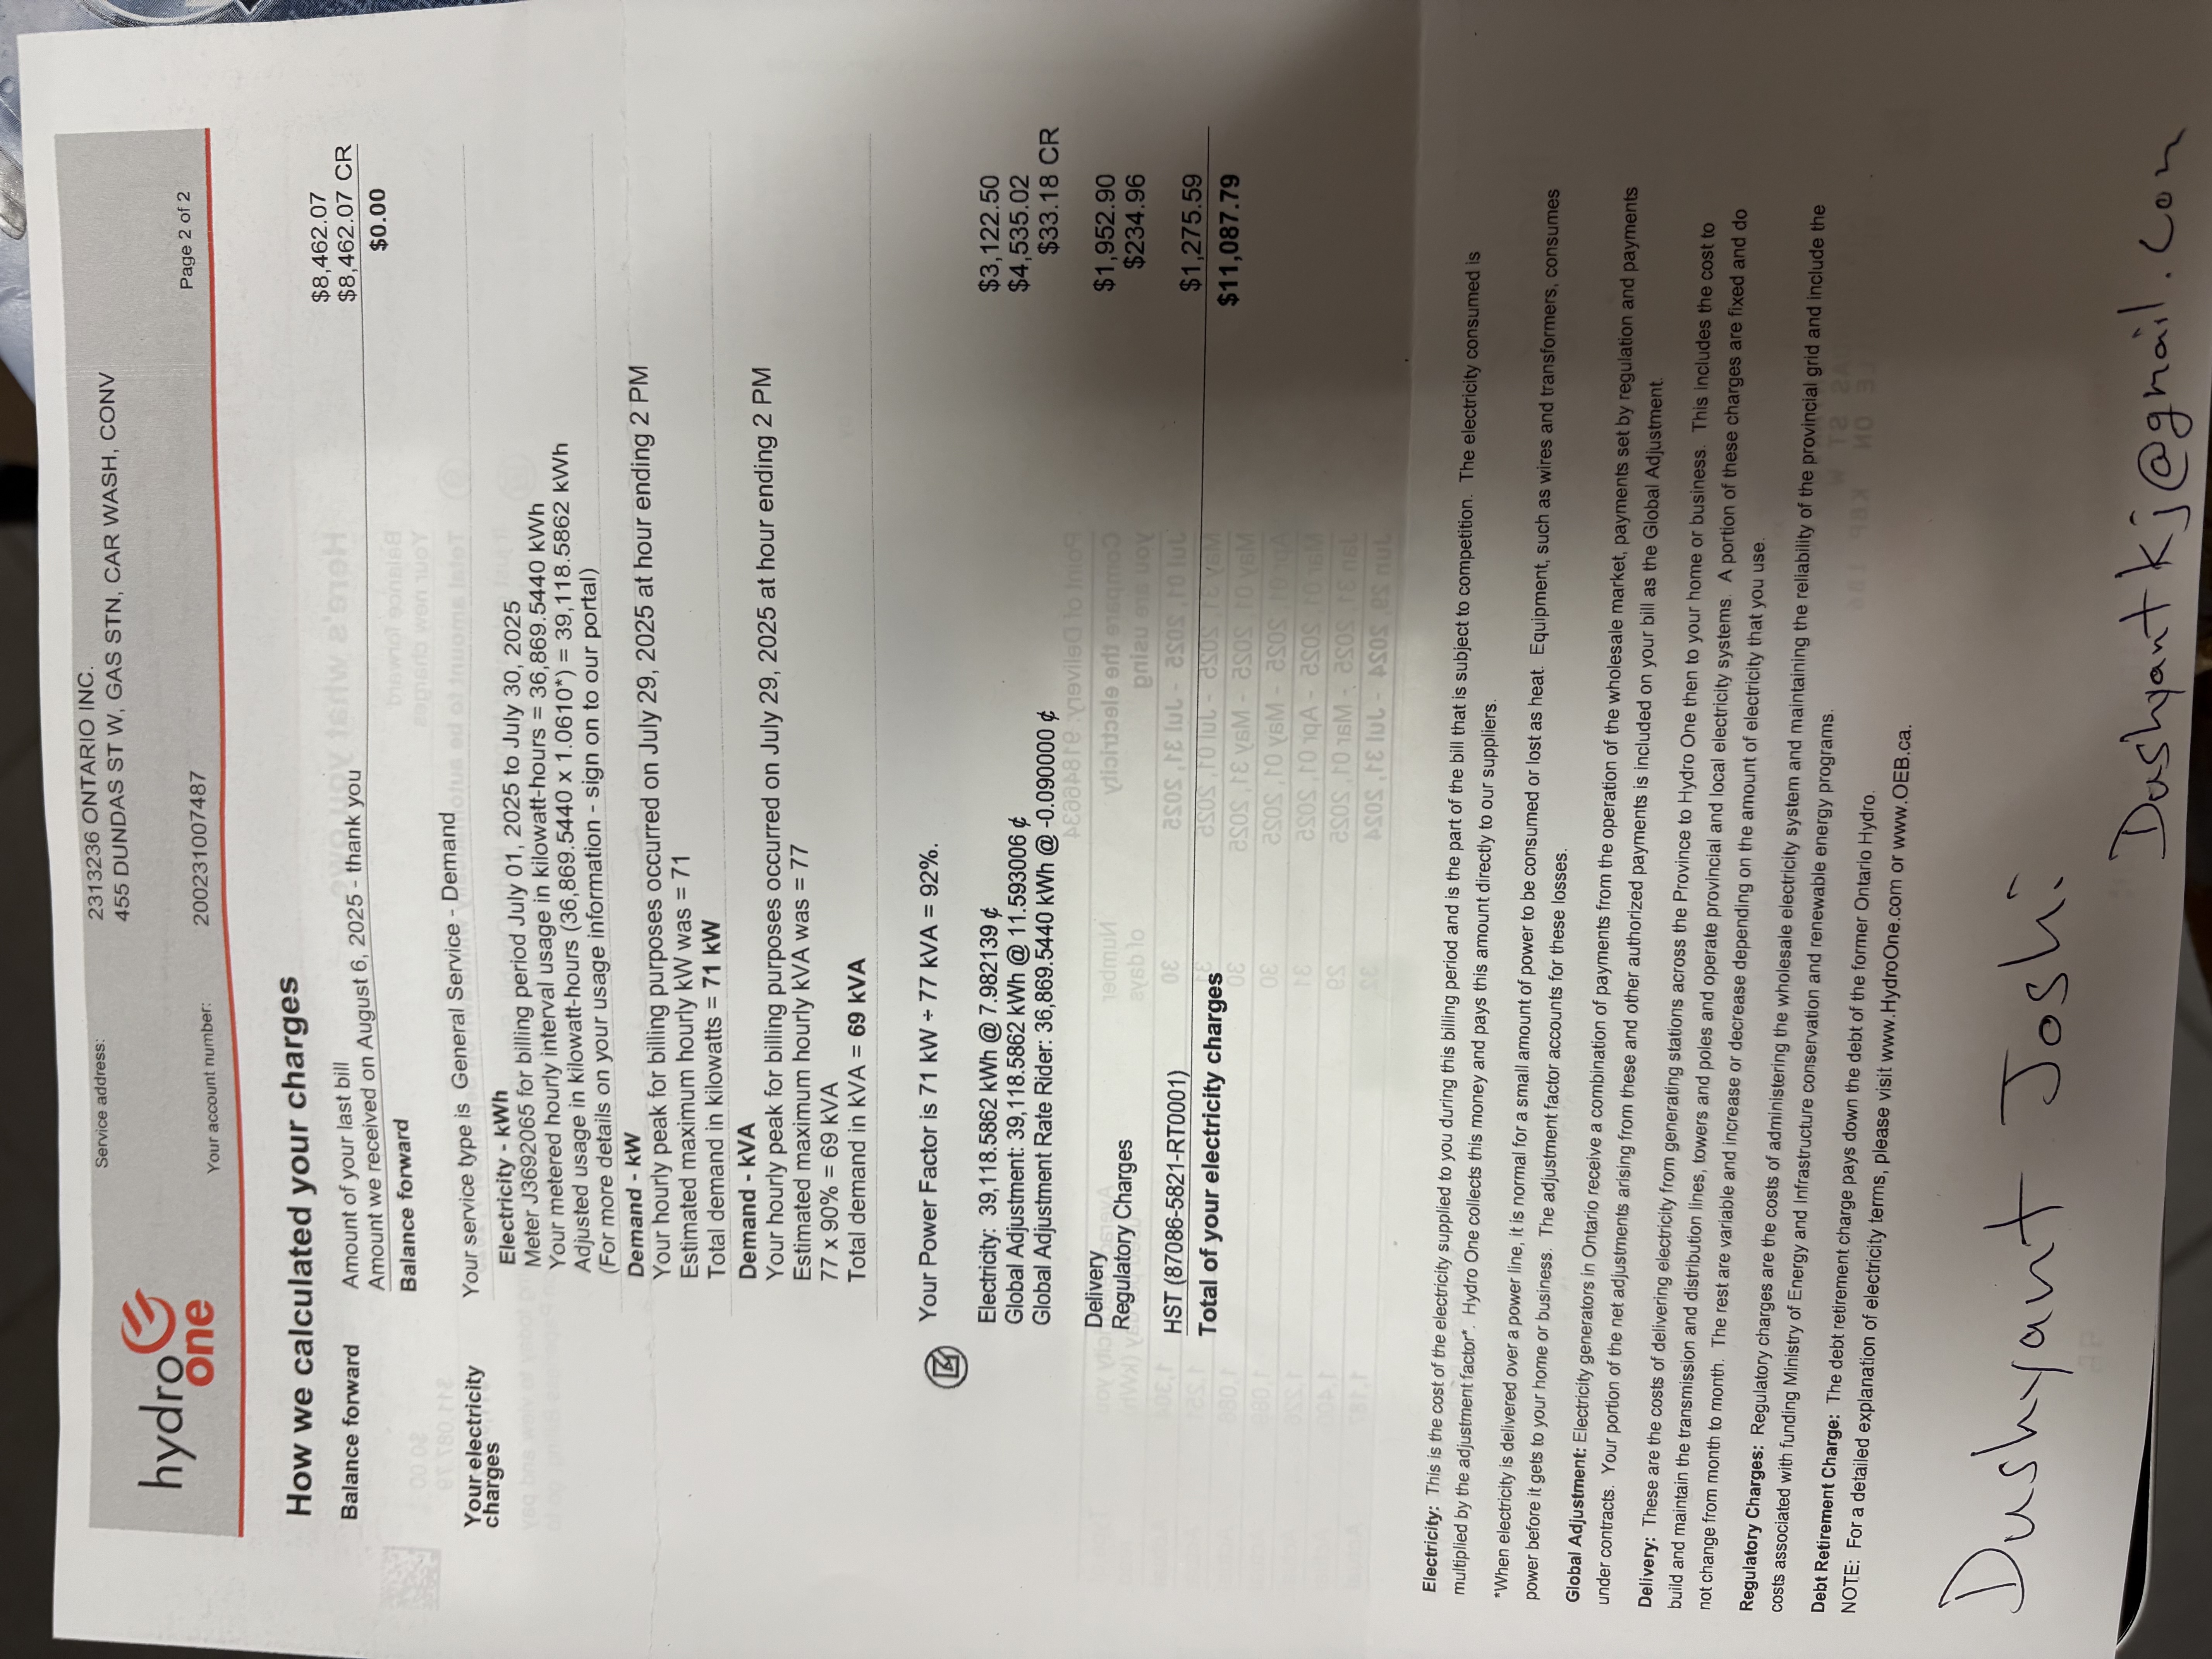 hydro
one
Service address:
2313236 ONTARIO INC.
455 DUNDAS ST W, GAS STN, CAR WASH, CONV
Your account number:
200231007487
Page 2 of 2
How we calculated your charges
Balance forward
Amount of your last bill $8,462.07
Amount we received on August 6, 2025 - thank you $8,462.07 CR
Balance forward $0.00
Your electricity
charges
Your service type is General Service - Demand
Electricity - kWh
Meter J3692065 for billing period July 01, 2025 to July 30, 2025
Your metered hourly interval usage in kilowatt-hours = 36,869.5440 kWh
Adjusted usage in kilowatt-hours (36,869.5440 x 1.0610*) = 39,118.5862 kWh
(For more details on your usage information - sign on to our portal)
Demand - kW
Your hourly peak for billing purposes occurred on July 29, 2025 at hour ending 2 PM
Estimated maximum hourly kW was = 71
Total demand in kilowatts = 71 kW
Demand - kVA
Your hourly peak for billing purposes occurred on July 29, 2025 at hour ending 2 PM
Estimated maximum hourly kVA was = 77
77 x 90% = 69 kVA
Total demand in kVA = 69 kVA
Your Power Factor is 71 kW ÷ 77 kVA = 92%.
Electricity: 39,118.5862 kWh @ 7.982139 ¢ $3,122.50
Global Adjustment: 39,118.5862 kWh @ 11.593006 ¢ $4,535.02
Global Adjustment Rate Rider: 36,869.5440 kWh @ -0.090000 ¢ $33.18 CR
Delivery $1,952.90
Regulatory Charges $234.96
HST (87086-5821-RT0001) $1,275.59
Total of your electricity charges $11,087.79
Electricity: This is the cost of the electricity supplied to you during this billing period and is the part of the bill that is subject to competition. The electricity consumed is
multiplied by the adjustment factor*. Hydro One collects this money and pays this amount directly to our suppliers.
*When electricity is delivered over a power line, it is normal for a small amount of power to be consumed or lost as heat. Equipment, such as wires and transformers, consumes
power before it gets to your home or business. The adjustment factor accounts for these losses.
Global Adjustment: Electricity generators in Ontario receive a combination of payments from the operation of the wholesale market, payments set by regulation and payments
under contracts. Your portion of the net adjustments arising from these and other authorized payments is included on your bill as the Global Adjustment.
Delivery: These are the costs of delivering electricity from generating stations across the Province to Hydro One then to your home or business. This includes the cost to
build and maintain the transmission and distribution lines, towers and poles and operate provincial and local electricity systems. A portion of these charges are fixed and do
not change from month to month. The rest are variable and increase or decrease depending on the amount of electricity that you use.
Regulatory Charges: Regulatory charges are the costs of administering the wholesale electricity system and maintaining the reliability of the provincial grid and include the
costs associated with funding Ministry of Energy and Infrastructure conservation and renewable energy programs.
Debt Retirement Charge: The debt retirement charge pays down the debt of the former Ontario Hydro.
NOTE: For a detailed explanation of electricity terms, please visit www.HydroOne.com or www.OEB.ca.
Dushyant Joshi
Dushyantkj@gmail.com